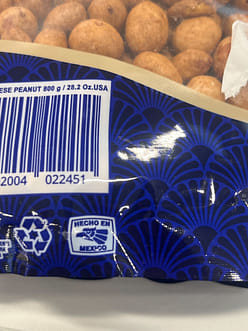 ESE PEANUT 800 g / 28.2 Oz.USA
2004 022451
HECHO EN
MEXICO